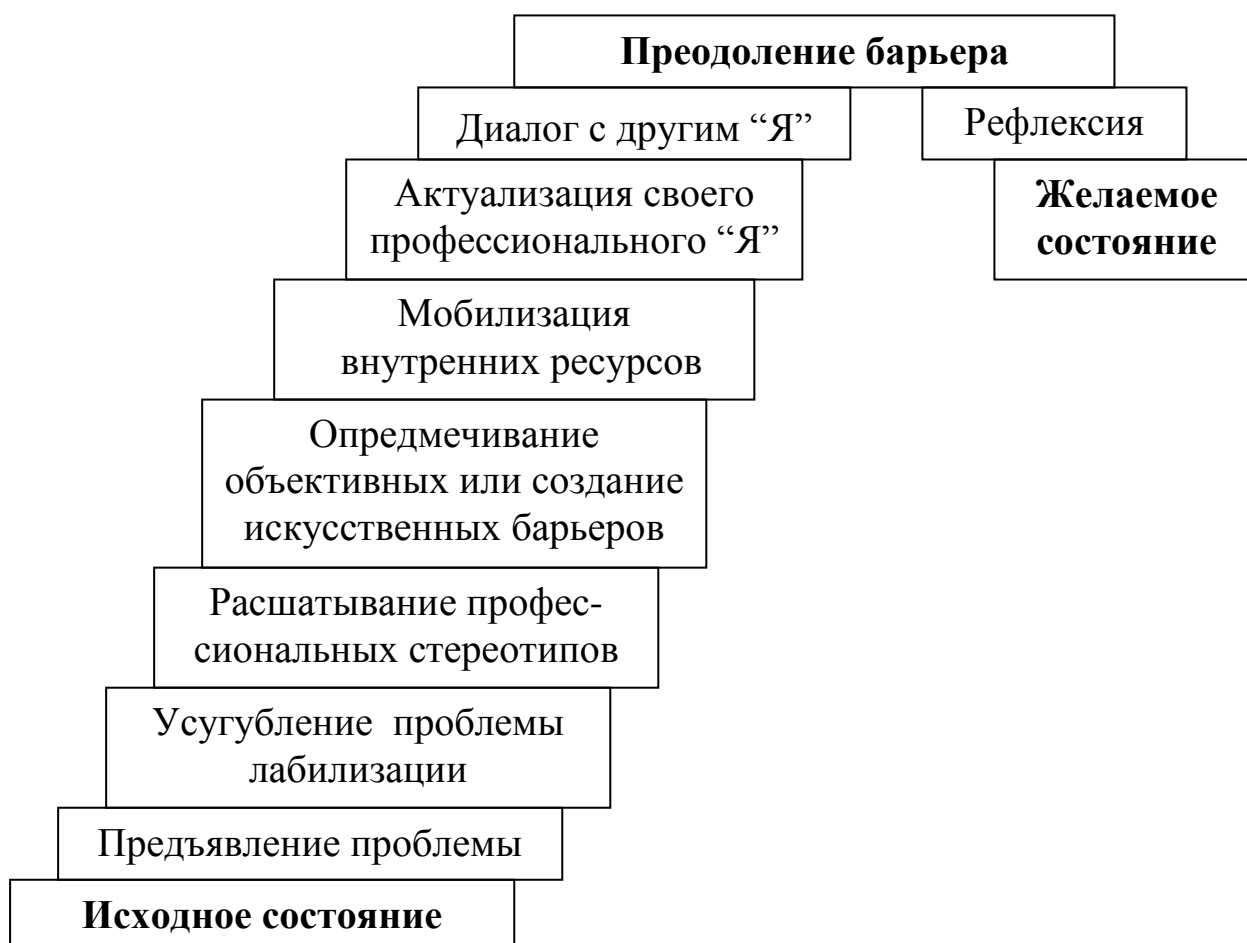 Преодоление барьера
Диалог с другим “Я”
Рефлексия
Актуализация своего
профессионального “Я”
Желаемое
состояние
Мобилизация
внутренних ресурсов
Опредмечивание
объективных или создание
искусственных барьеров
Расшатывание профес-
сиональных стереотипов
Усугубление проблемы
лабилизации
Предъявление проблемы
Исходное состояние